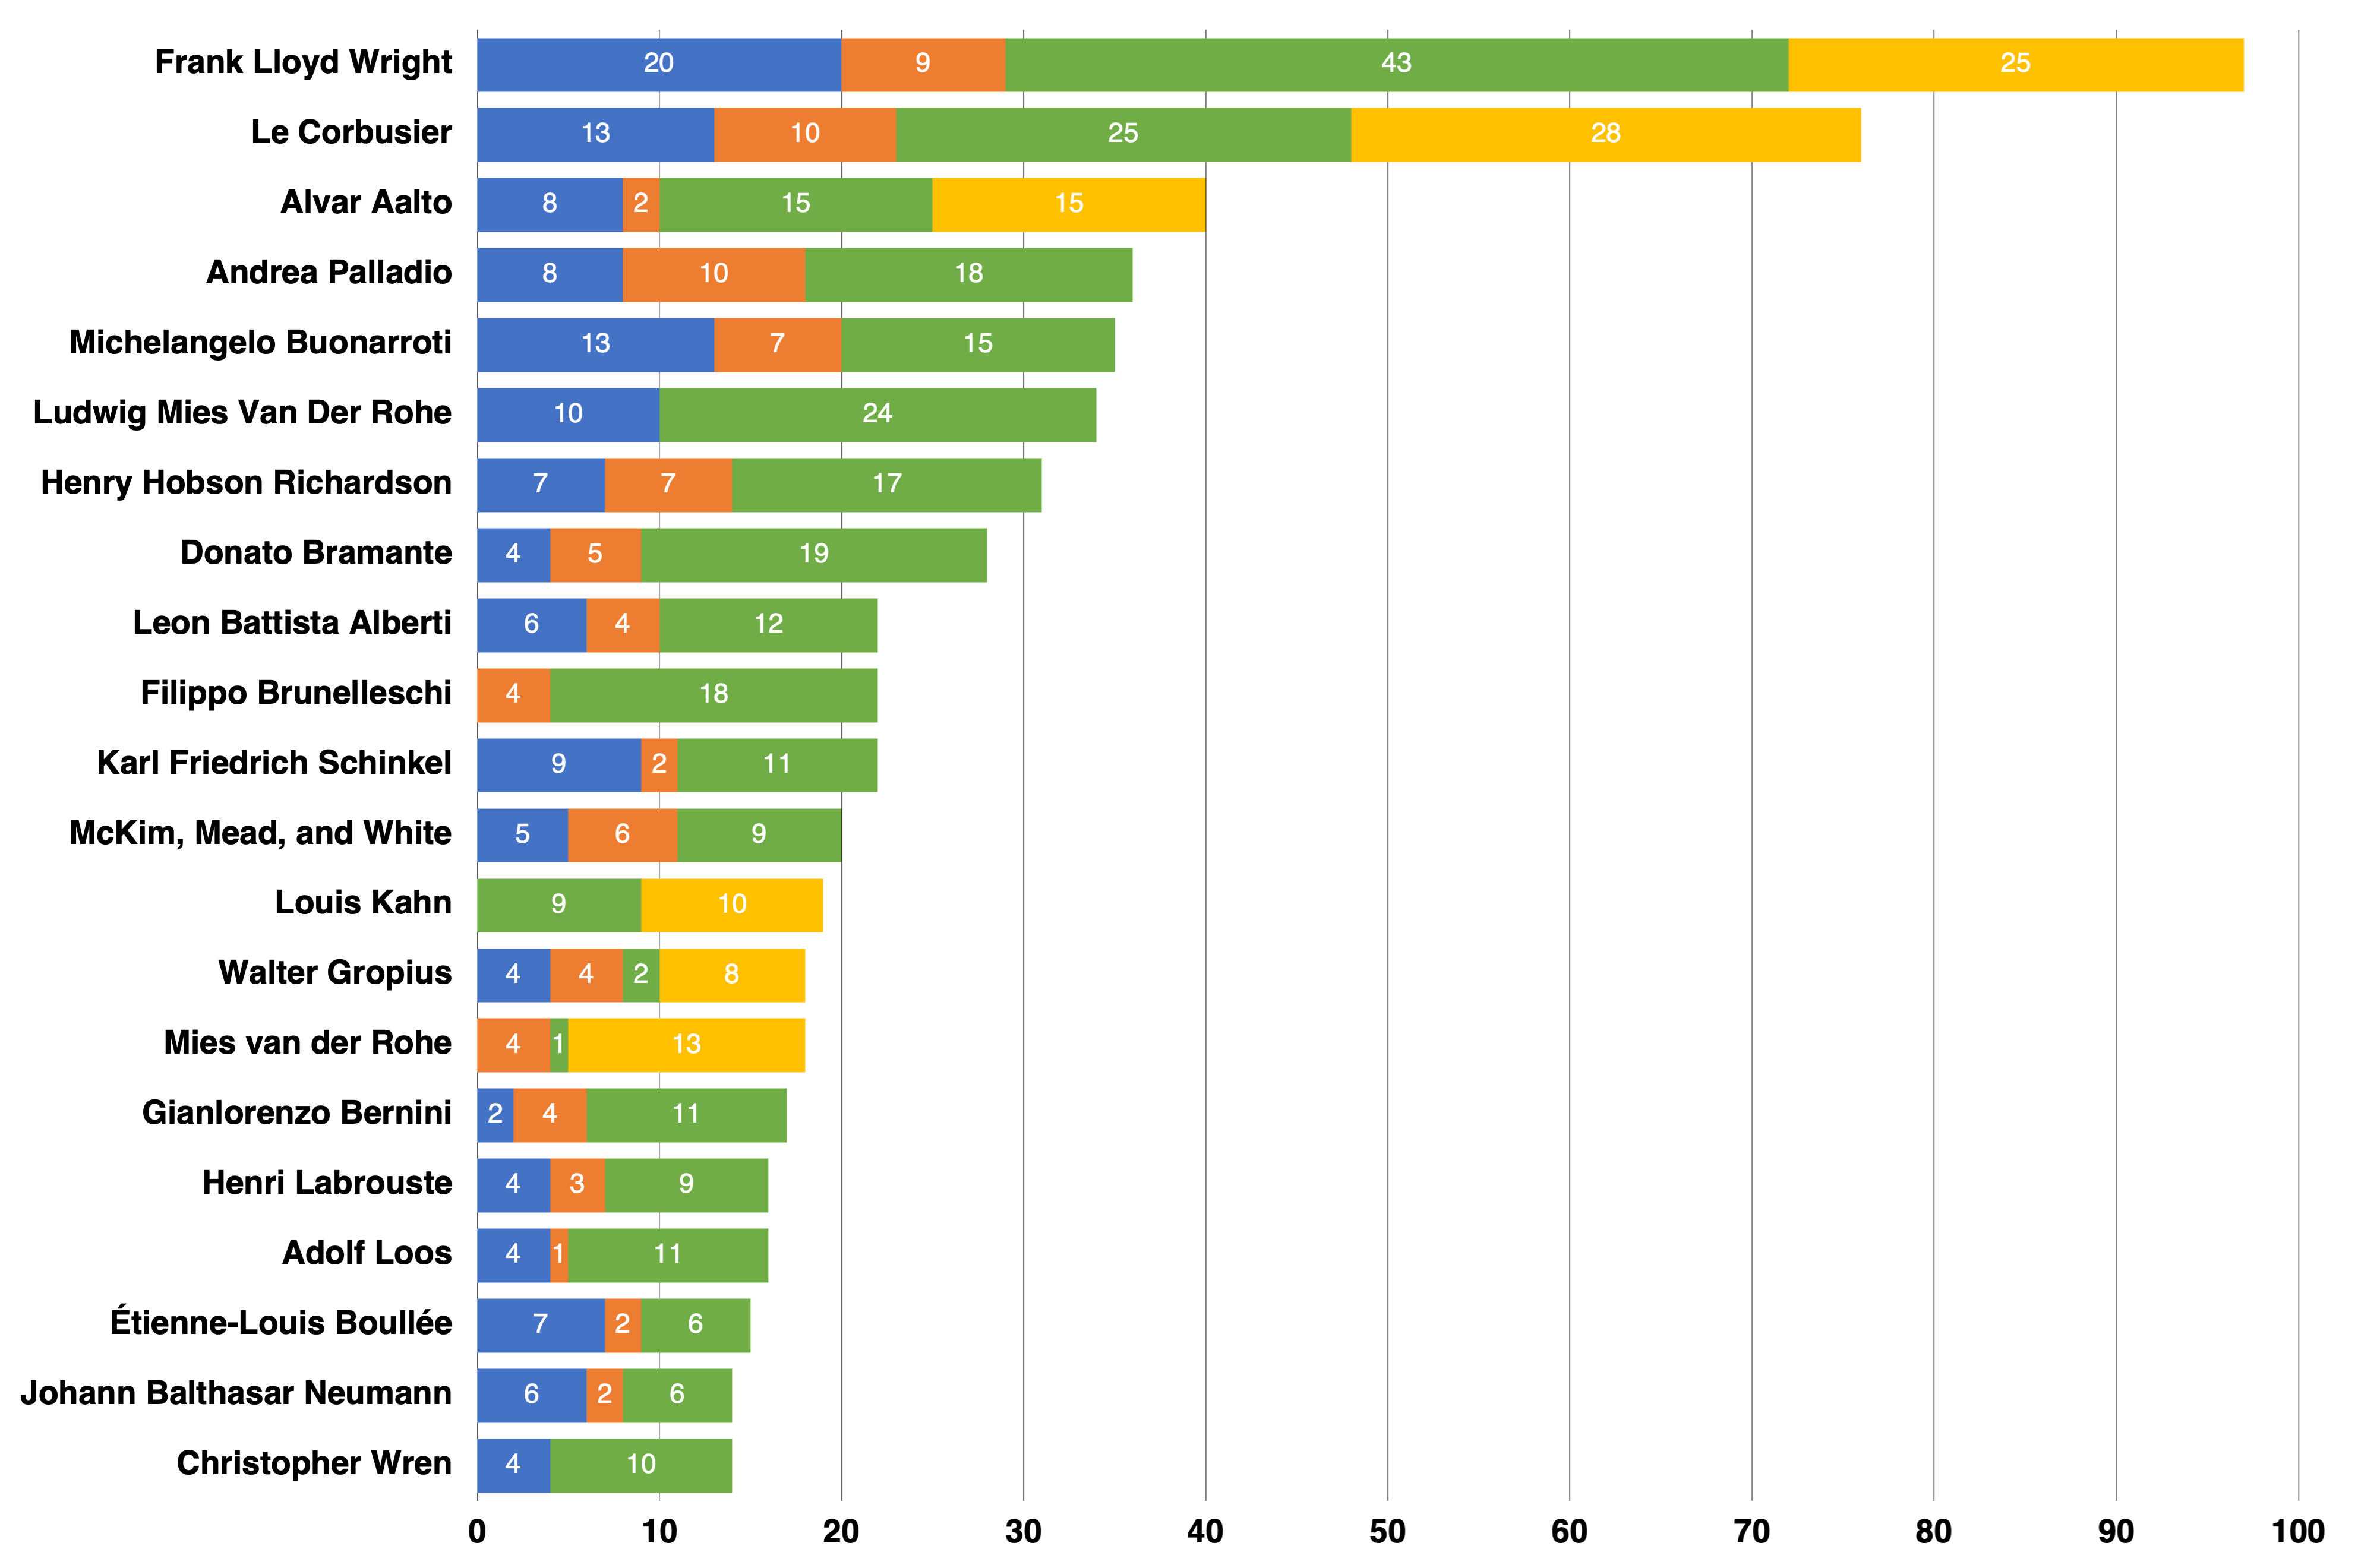 Frank Lloyd Wright 20 9 43 25
Le Corbusier 13 10 25 28
Alvar Aalto 8 2 15 15
Andrea Palladio 8 10 18
Michelangelo Buonarroti 13 7 15
Ludwig Mies Van Der Rohe 10 24
Henry Hobson Richardson 7 7 17
Donato Bramante 4 5 19
Leon Battista Alberti 6 4 12
Filippo Brunelleschi 4 18
Karl Friedrich Schinkel 9 2 11
McKim, Mead, and White 5 6 9
Louis Kahn 9 10
Walter Gropius 4 4 2 8
Mies van der Rohe 4 1 13
Gianlorenzo Bernini 2 4 11
Henri Labrouste 4 3 9
Adolf Loos 4 1 11
Étienne-Louis Boullée 7 2 6
Johann Balthasar Neumann 6 2 6
Christopher Wren 4 10
0 10 20 30 40 50 60 70 80 90 100